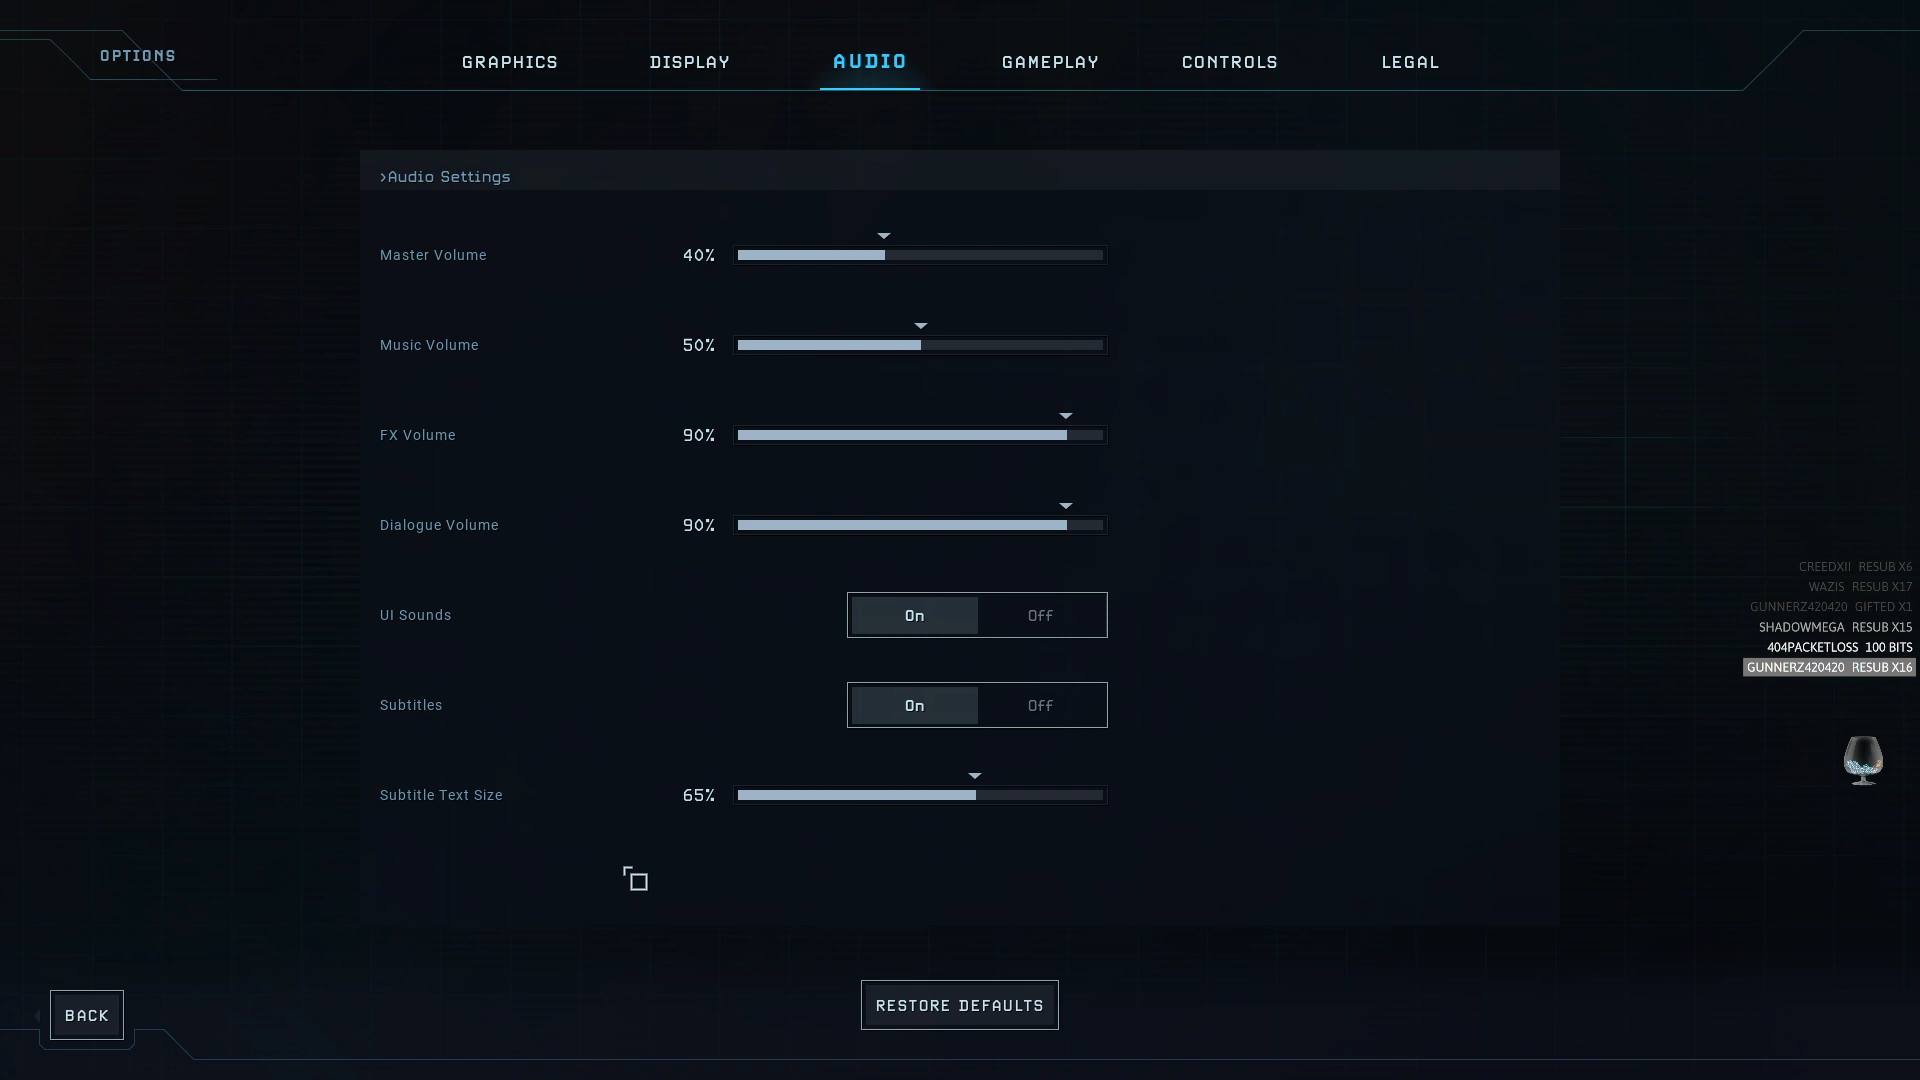 OPTIONS
GRAPHICS
DISPLAY
AUDIO
GAMEPLAY
CONTROLS
LEGAL
>Audio Settings
Master Volume 40%
Music Volume 50%
FX Volume 90%
Dialogue Volume 90%
UI Sounds On Off
Subtitles On Off
Subtitle Text Size 65%
CREEDXII RESUB X6
WAZIS RESUB X17
GUNNERZ420420 GIFTED X1
SHADOWMEGA RESUB X15
404PACKETLOSS 100 BITS
GUNNERZ420420 RESUB X16
RESTORE DEFAULTS
BACK